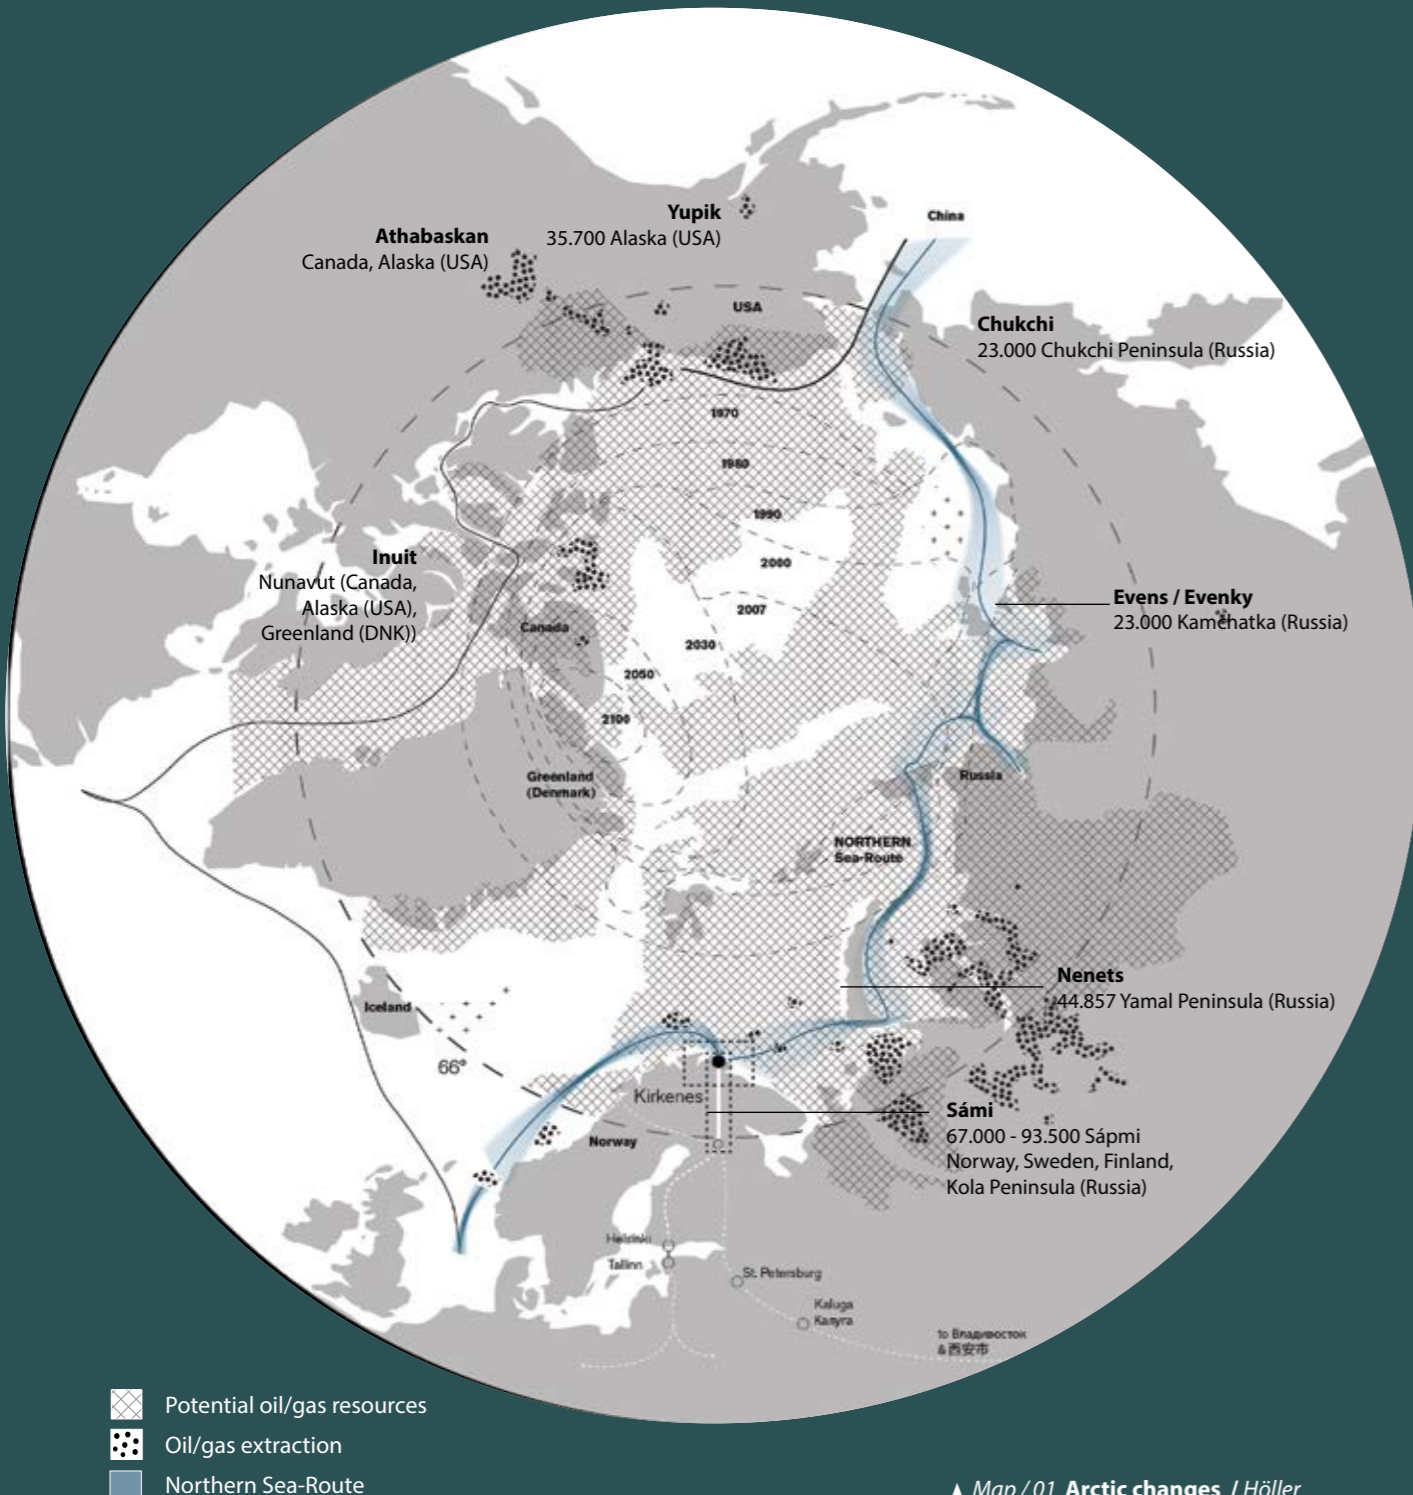 Yupik
35.700 Alaska (USA)
Athabaskan
Canada, Alaska (USA)
China
USA
Chukchi
23.000 Chukchi Peninsula (Russia)
1970
1980
1990
2000
2007
2030
2050
2100
Inuit
Nunavut (Canada,
Alaska (USA),
Greenland (DNK))
Canada
Evens / Evenky
23.000 Kamchatka (Russia)
Greenland
(Denmark)
Russia
NORTHERN
Sea-Route
Nenets
44.857 Yamal Peninsula (Russia)
Iceland
66°
Kirkenes
Norway
Sámi
67.000 - 93.500 Sápmi
Norway, Sweden, Finland,
Kola Peninsula (Russia)
Helsinki
Tallinn
St. Petersburg
Kaluga
Калуга
to Владивосток
& 西安市
Potential oil/gas resources
Oil/gas extraction
Northern Sea-Route
Map / 01 Arctic changes / Höller